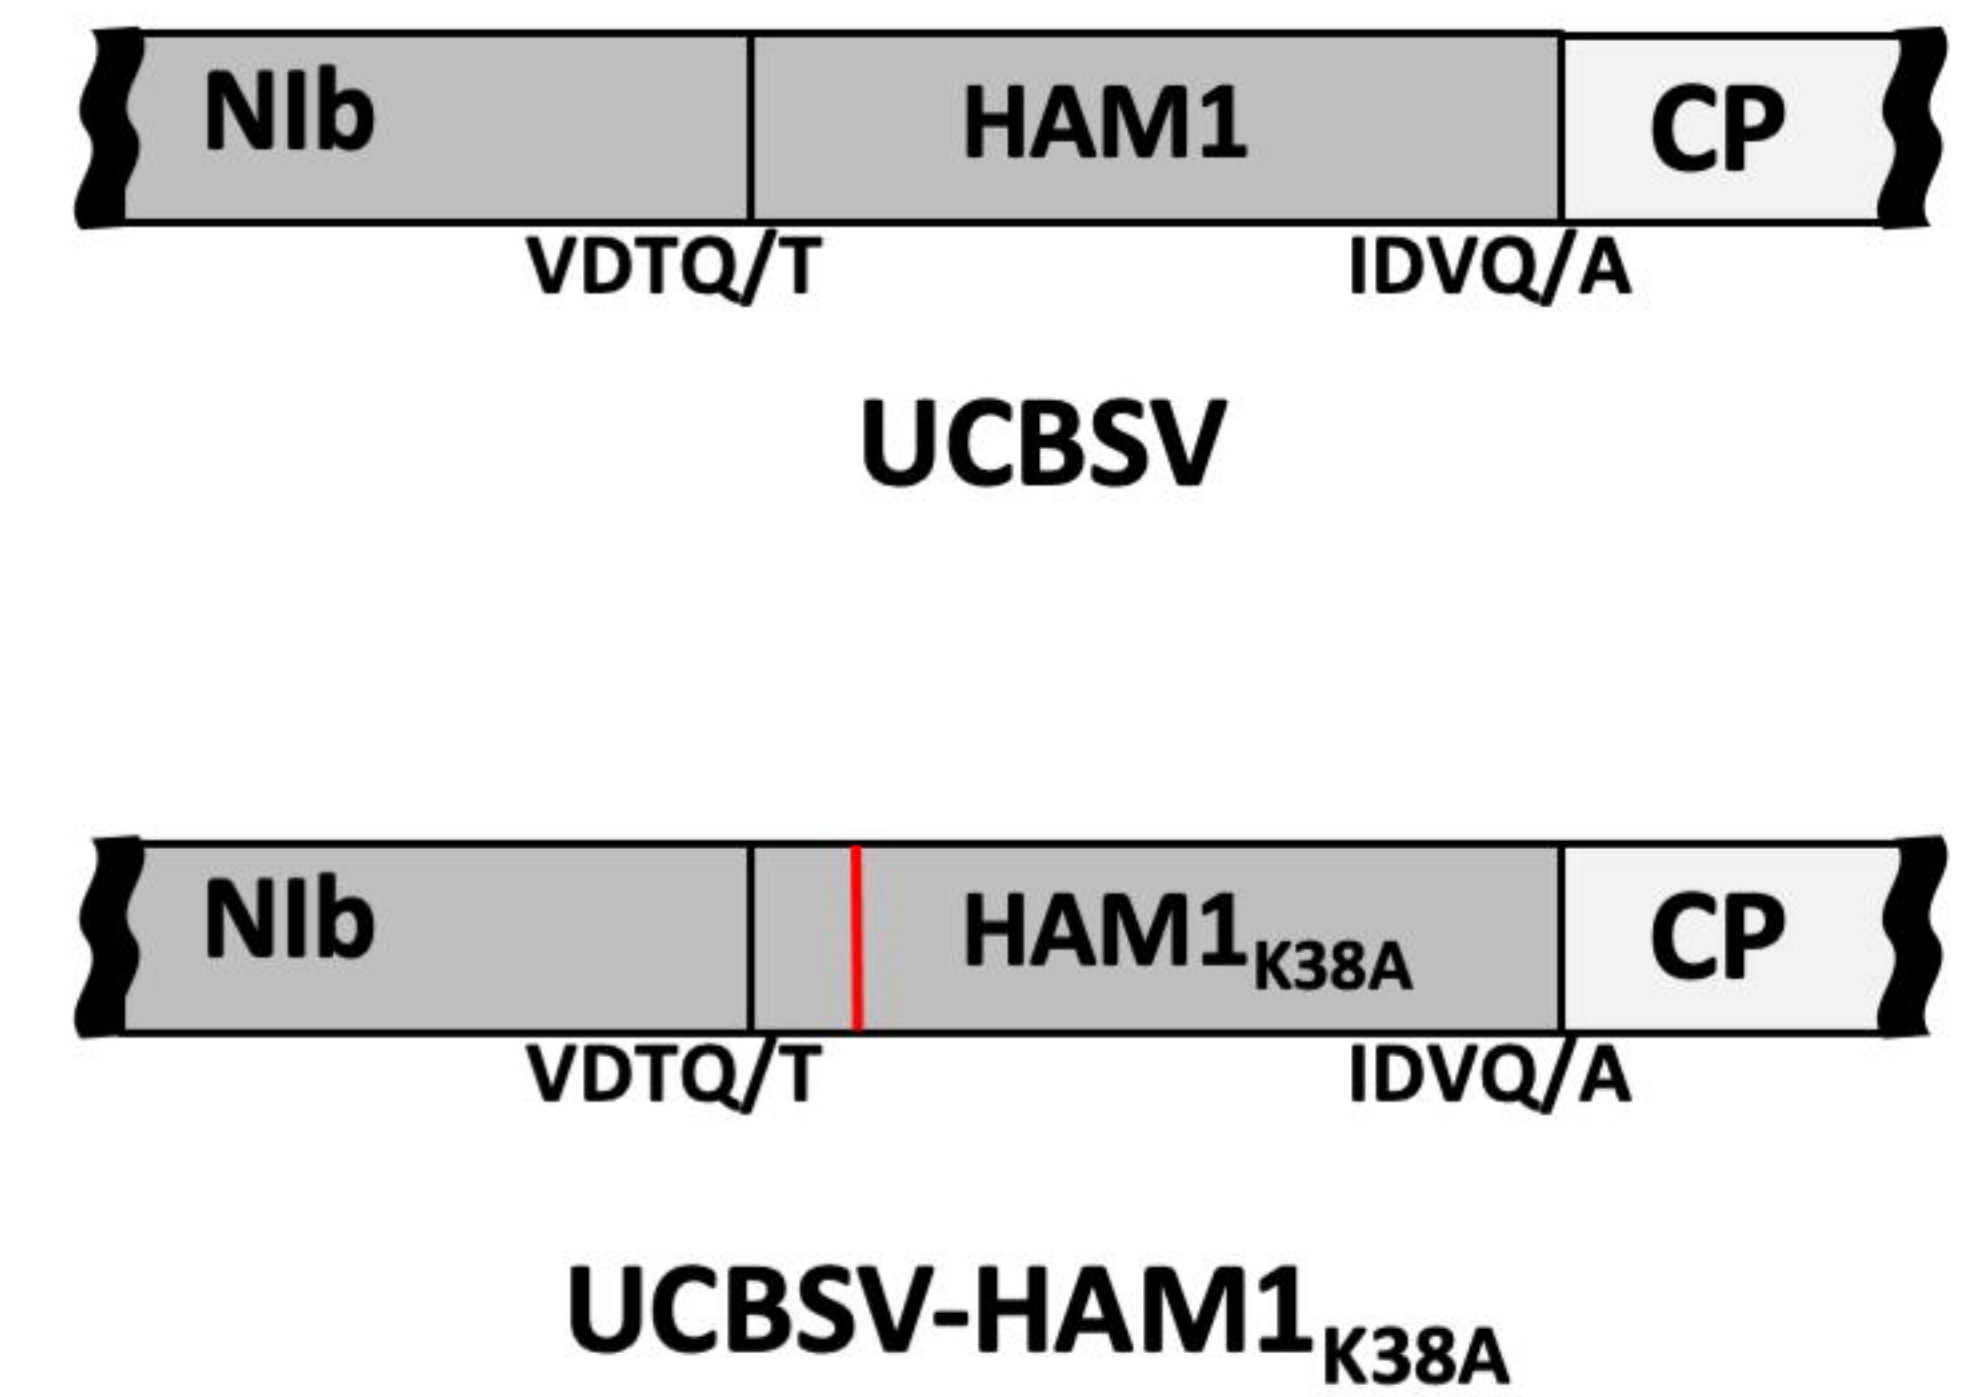 NIb HAM1 CP
VDTQ/T IDVQ/A
UCBSV
NIb HAM1K38A CP
VDTQ/T IDVQ/A
UCBSV-HAM1K38A